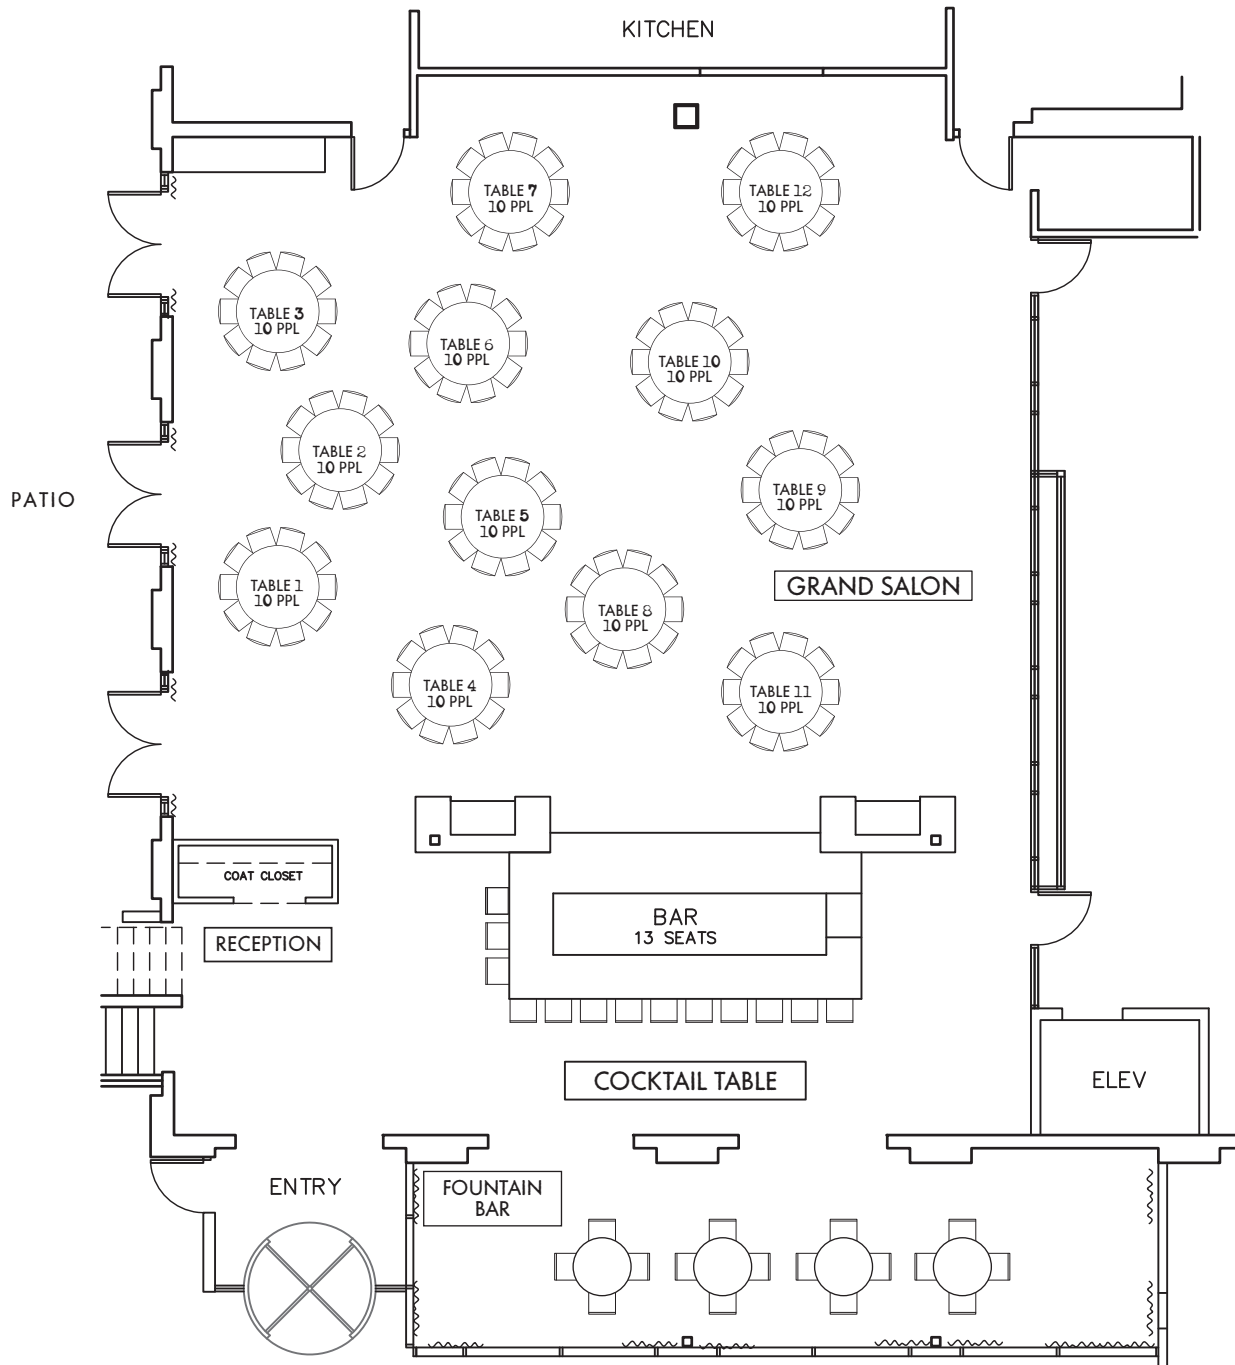 KITCHEN
TABLE 7
10 PPL
TABLE 12
10 PPL
TABLE 3
10 PPL
TABLE 6
10 PPL
TABLE 10
10 PPL
TABLE 2
10 PPL
PATIO
TABLE 9
10 PPL
TABLE 5
10 PPL
TABLE 1
10 PPL
GRAND SALON
TABLE 8
10 PPL
TABLE 4
10 PPL
TABLE 11
10 PPL
COAT CLOSET
BAR
13 SEATS
RECEPTION
COCKTAIL TABLE
ELEV
ENTRY
FOUNTAIN
BAR